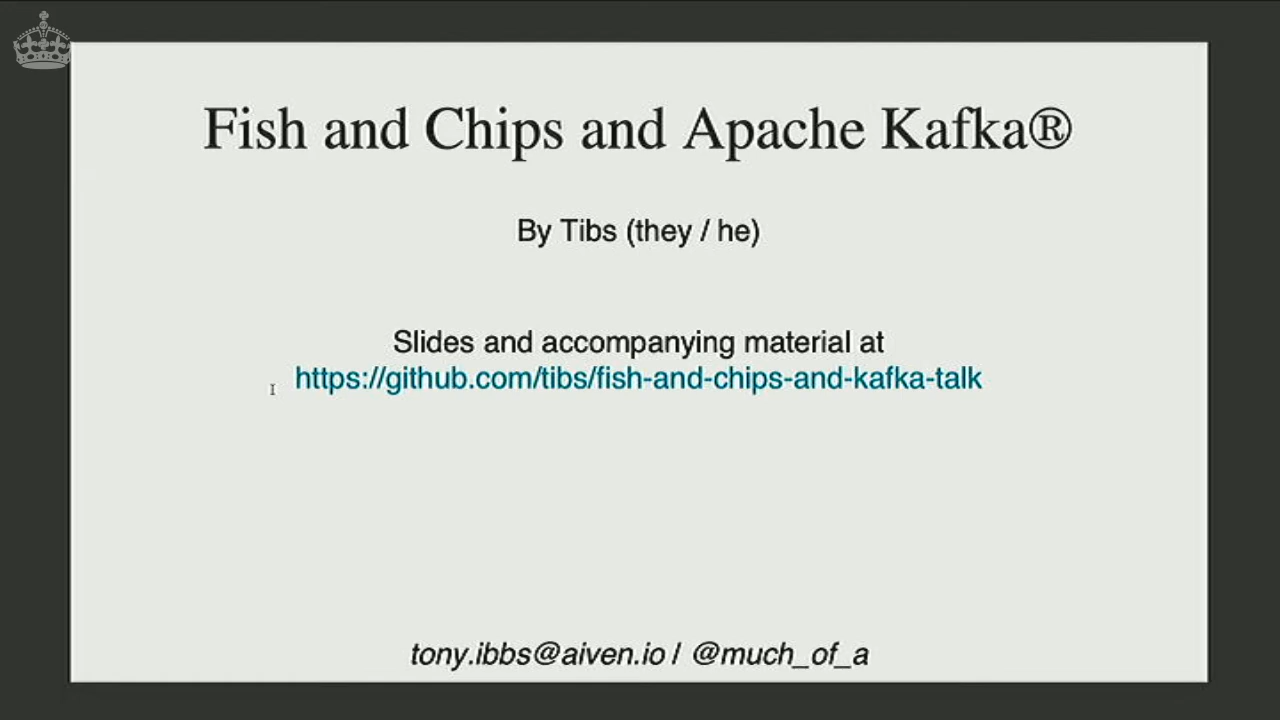 Fish and Chips and Apache Kafka®
By Tibs (they / he)
Slides and accompanying material at
https://github.com/tibs/fish-and-chips-and-kafka-talk
tony.ibbs@aiven.io / @much_of_a